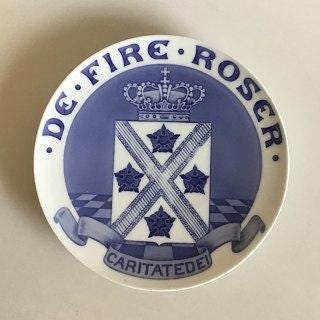 · DE · FIRE · ROSER ·
CARITATEDEI